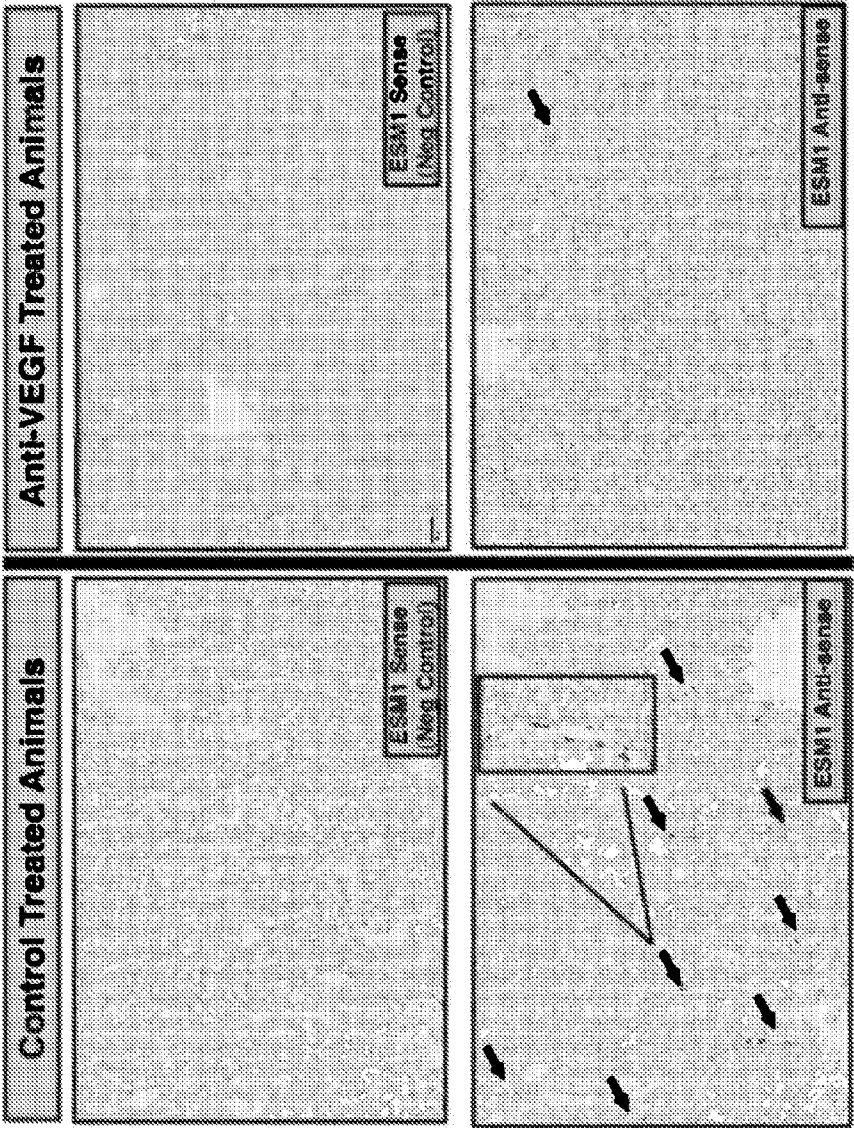 Control Treated Animals
Anti-VEGF Treated Animals
ESM1 Sense
(Neg Control)
ESM1 Sense
(Neg Control)
ESM1 Anti-sense
ESM1 Anti-sense